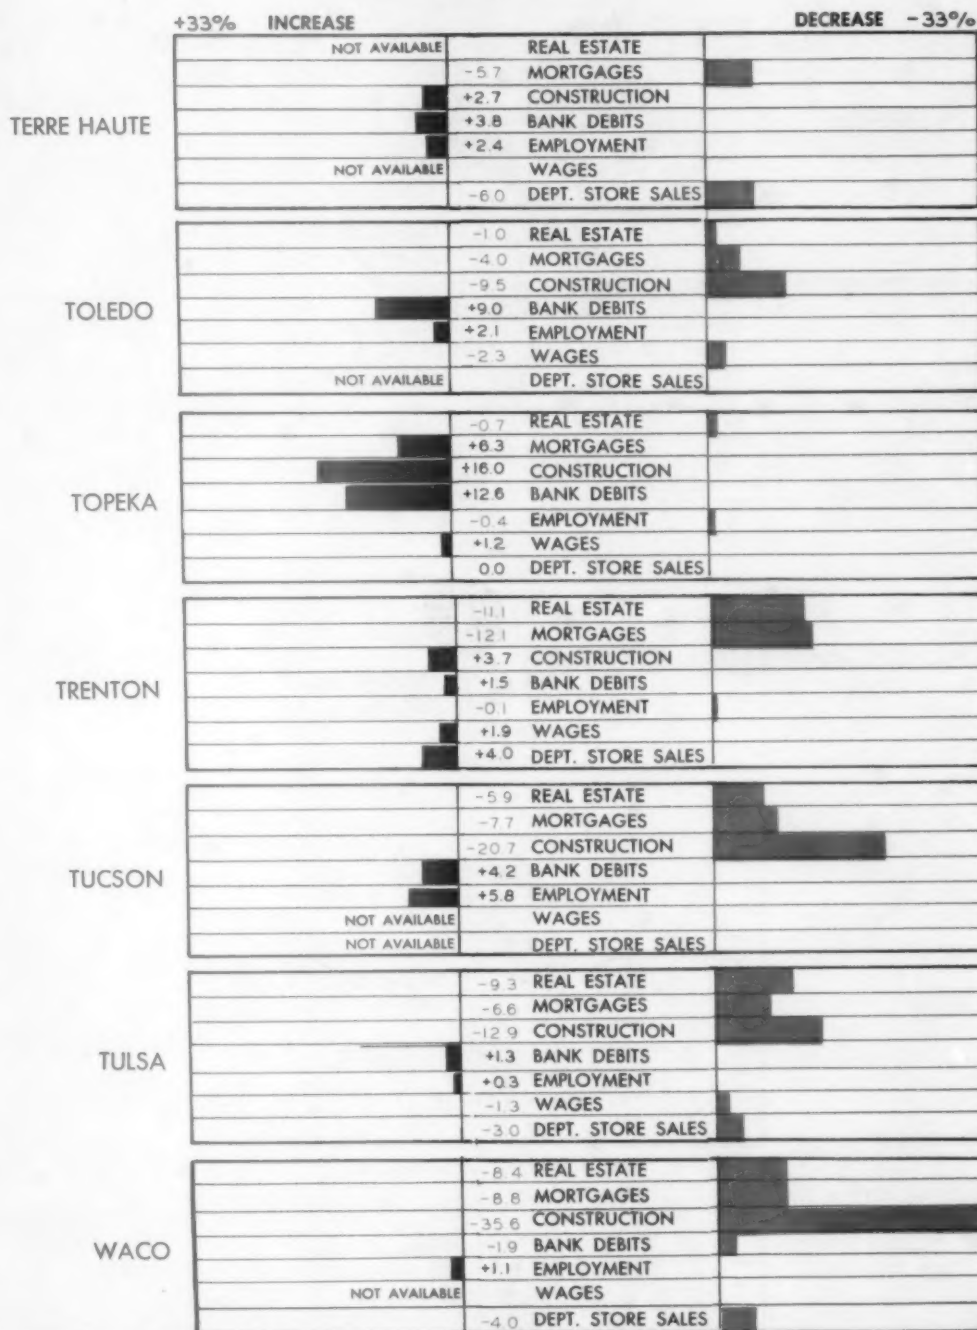 +33% INCREASE DECREASE -33%
TERRE HAUTE
NOT AVAILABLE REAL ESTATE
-5.7 MORTGAGES
+2.7 CONSTRUCTION
+3.8 BANK DEBITS
+2.4 EMPLOYMENT
NOT AVAILABLE WAGES
-6.0 DEPT. STORE SALES
TOLEDO
-1.0 REAL ESTATE
-4.0 MORTGAGES
-9.5 CONSTRUCTION
+9.0 BANK DEBITS
+2.1 EMPLOYMENT
-2.3 WAGES
NOT AVAILABLE DEPT. STORE SALES
TOPEKA
-0.7 REAL ESTATE
+6.3 MORTGAGES
+16.0 CONSTRUCTION
+12.6 BANK DEBITS
-0.4 EMPLOYMENT
+1.2 WAGES
0.0 DEPT. STORE SALES
TRENTON
-11.1 REAL ESTATE
-12.1 MORTGAGES
+3.7 CONSTRUCTION
+1.5 BANK DEBITS
-0.1 EMPLOYMENT
+1.9 WAGES
+4.0 DEPT. STORE SALES
TUCSON
-5.9 REAL ESTATE
-7.7 MORTGAGES
-20.7 CONSTRUCTION
+4.2 BANK DEBITS
+5.8 EMPLOYMENT
NOT AVAILABLE WAGES
NOT AVAILABLE DEPT. STORE SALES
TULSA
-9.3 REAL ESTATE
-6.6 MORTGAGES
-12.9 CONSTRUCTION
+1.3 BANK DEBITS
+0.3 EMPLOYMENT
-1.3 WAGES
-3.0 DEPT. STORE SALES
WACO
-8.4 REAL ESTATE
-8.8 MORTGAGES
-35.6 CONSTRUCTION
-1.9 BANK DEBITS
+1.1 EMPLOYMENT
NOT AVAILABLE WAGES
-4.0 DEPT. STORE SALES